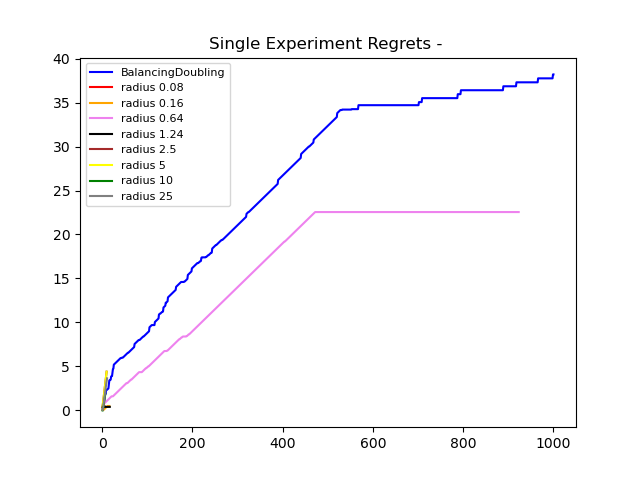 Single Experiment Regrets -
40
35
30
25
20
15
10
5
0
BalancingDoubling
radius 0.08
radius 0.16
radius 0.64
radius 1.24
radius 2.5
radius 5
radius 10
radius 25
0 200 400 600 800 1000